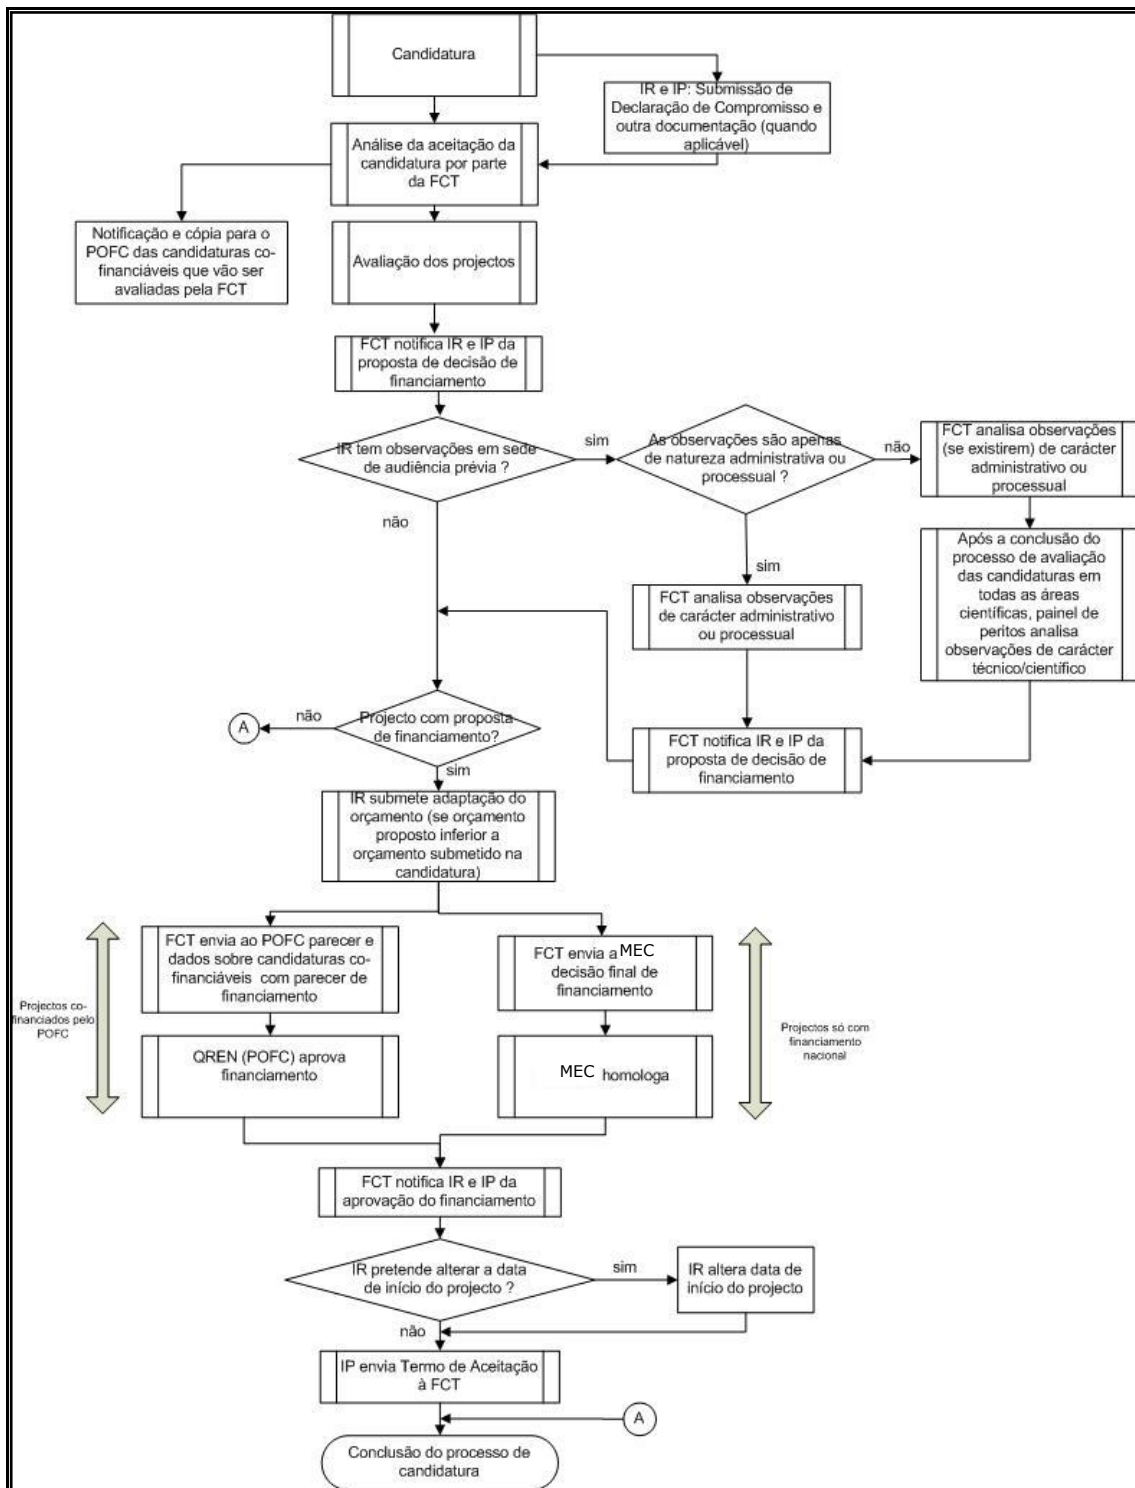 Candidatura
IR e IP: Submissão de
Declaração de Compromisso e
outra documentação (quando
aplicável)
Análise da aceitação da
candidatura por parte
da FCT
Notificação e cópia para o
POFC das candidaturas co-
financiáveis que vão ser
avaliadas pela FCT
Avaliação dos projectos
FCT notifica IR e IP da
proposta de decisão de
financiamento
IR tem observações em sede
de audiência prévia ?
sim
As observações são apenas
de natureza administrativa ou
processual ?
não
FCT analisa observações
(se existirem) de carácter
administrativo ou
processual
não
sim
Após a conclusão do
processo de avaliação
das candidaturas em
todas as áreas
científicas, painel de
peritos analisa
observações de carácter
técnico/científico
FCT analisa observações
de carácter administrativo
ou processual
A
não
Projecto com proposta
de financiamento?
sim
FCT notifica IR e IP da
proposta de decisão de
financiamento
IR submete adaptação do
orçamento (se orçamento
proposto inferior a
orçamento submetido na
candidatura)
Projectos co-
financiados pelo
POFC
FCT envia ao POFC parecer e
dados sobre candidaturas co-
financiáveis com parecer de
financiamento
FCT envia a MEC
decisão final de
financiamento
Projectos só com
financiamento
nacional
QREN (POFC) aprova
financiamento
MEC homologa
FCT notifica IR e IP da
aprovação do financiamento
IR pretende alterar a data
de início do projecto ?
sim
IR altera data de
início do projecto
não
IP envia Termo de Aceitação
à FCT
A
Conclusão do processo de
candidatura